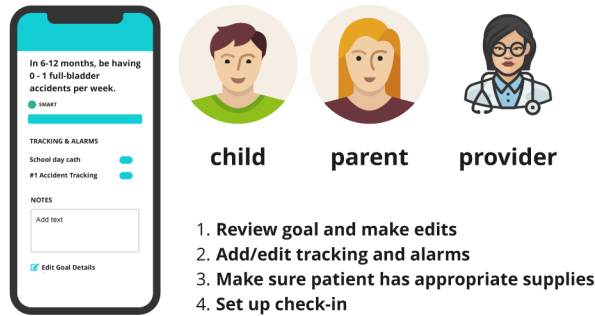 In 6-12 months, be having
0 - 1 full-bladder
accidents per week.
SMART
TRACKING & ALARMS
School day cath
#1 Accident Tracking
NOTES
Add text
Edit Goal Details
child
parent
provider
1. Review goal and make edits
2. Add/edit tracking and alarms
3. Make sure patient has appropriate supplies
4. Set up check-in